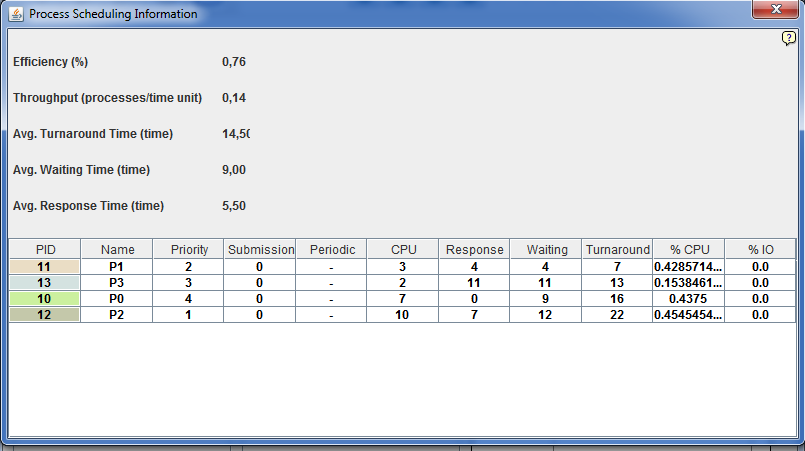 Process Scheduling Information
?
Efficiency (%) 0,76
Throughput (processes/time unit) 0,14
Avg. Turnaround Time (time) 14,50
Avg. Waiting Time (time) 9,00
Avg. Response Time (time) 5,50
PID Name Priority Submission Periodic CPU Response Waiting Turnaround % CPU % IO
11 P1 2 0 - 3 4 4 7 0.4285714... 0.0
13 P3 3 0 - 2 11 11 13 0.1538461... 0.0
10 P0 4 0 - 7 0 9 16 0.4375 0.0
12 P2 1 0 - 10 7 12 22 0.4545454... 0.0